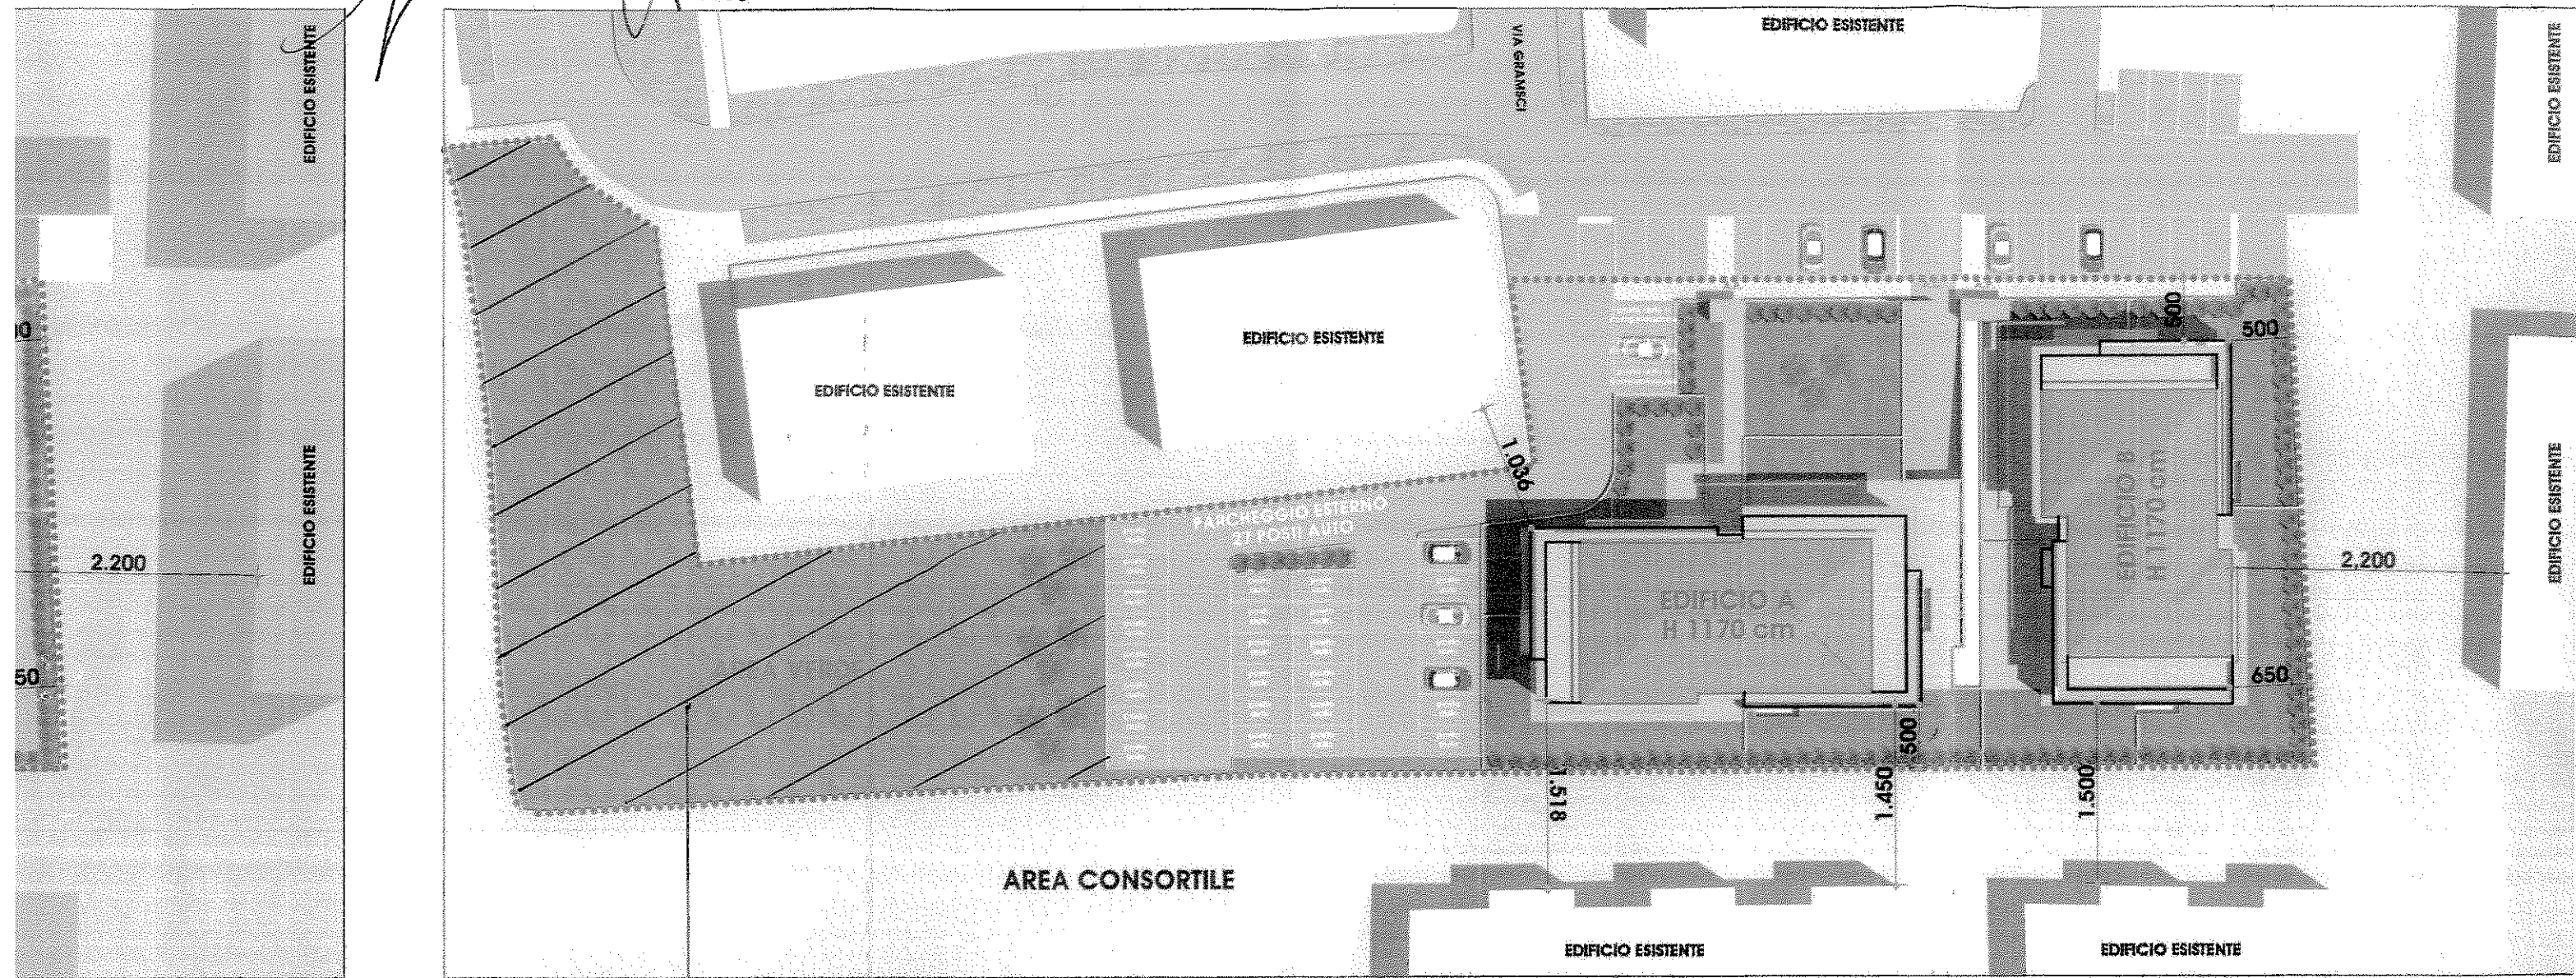 EDIFICIO ESISTENTE
EDIFICIO ESISTENTE
2.200
50
VIA GRAMSCI
EDIFICIO ESISTENTE
EDIFICIO ESISTENTE
EDIFICIO ESISTENTE
EDIFICIO ESISTENTE
1.036
500
500
PARCHEGGIO ESTERNO
27 POSTI AUTO
EDIFICIO A
H 1170 cm
EDIFICIO B
H 1170 cm
2,200
EDIFICIO ESISTENTE
650
500
1.518
1.450
1.500
AREA CONSORTILE
EDIFICIO ESISTENTE
EDIFICIO ESISTENTE